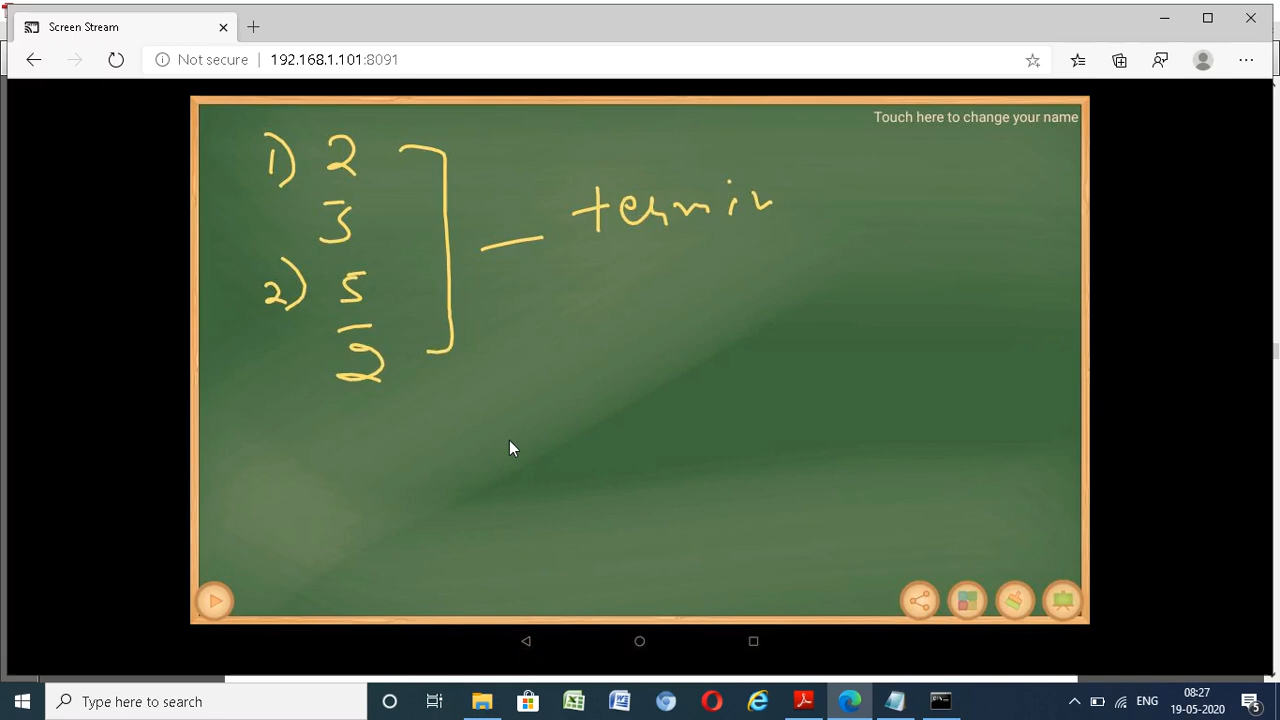 Screen Stream
Not secure 192.168.1.101:8091
Touch here to change your name
1) 2
3
2) 5
2
termin
Type here to search
ENG
08:27
19-05-2020
5